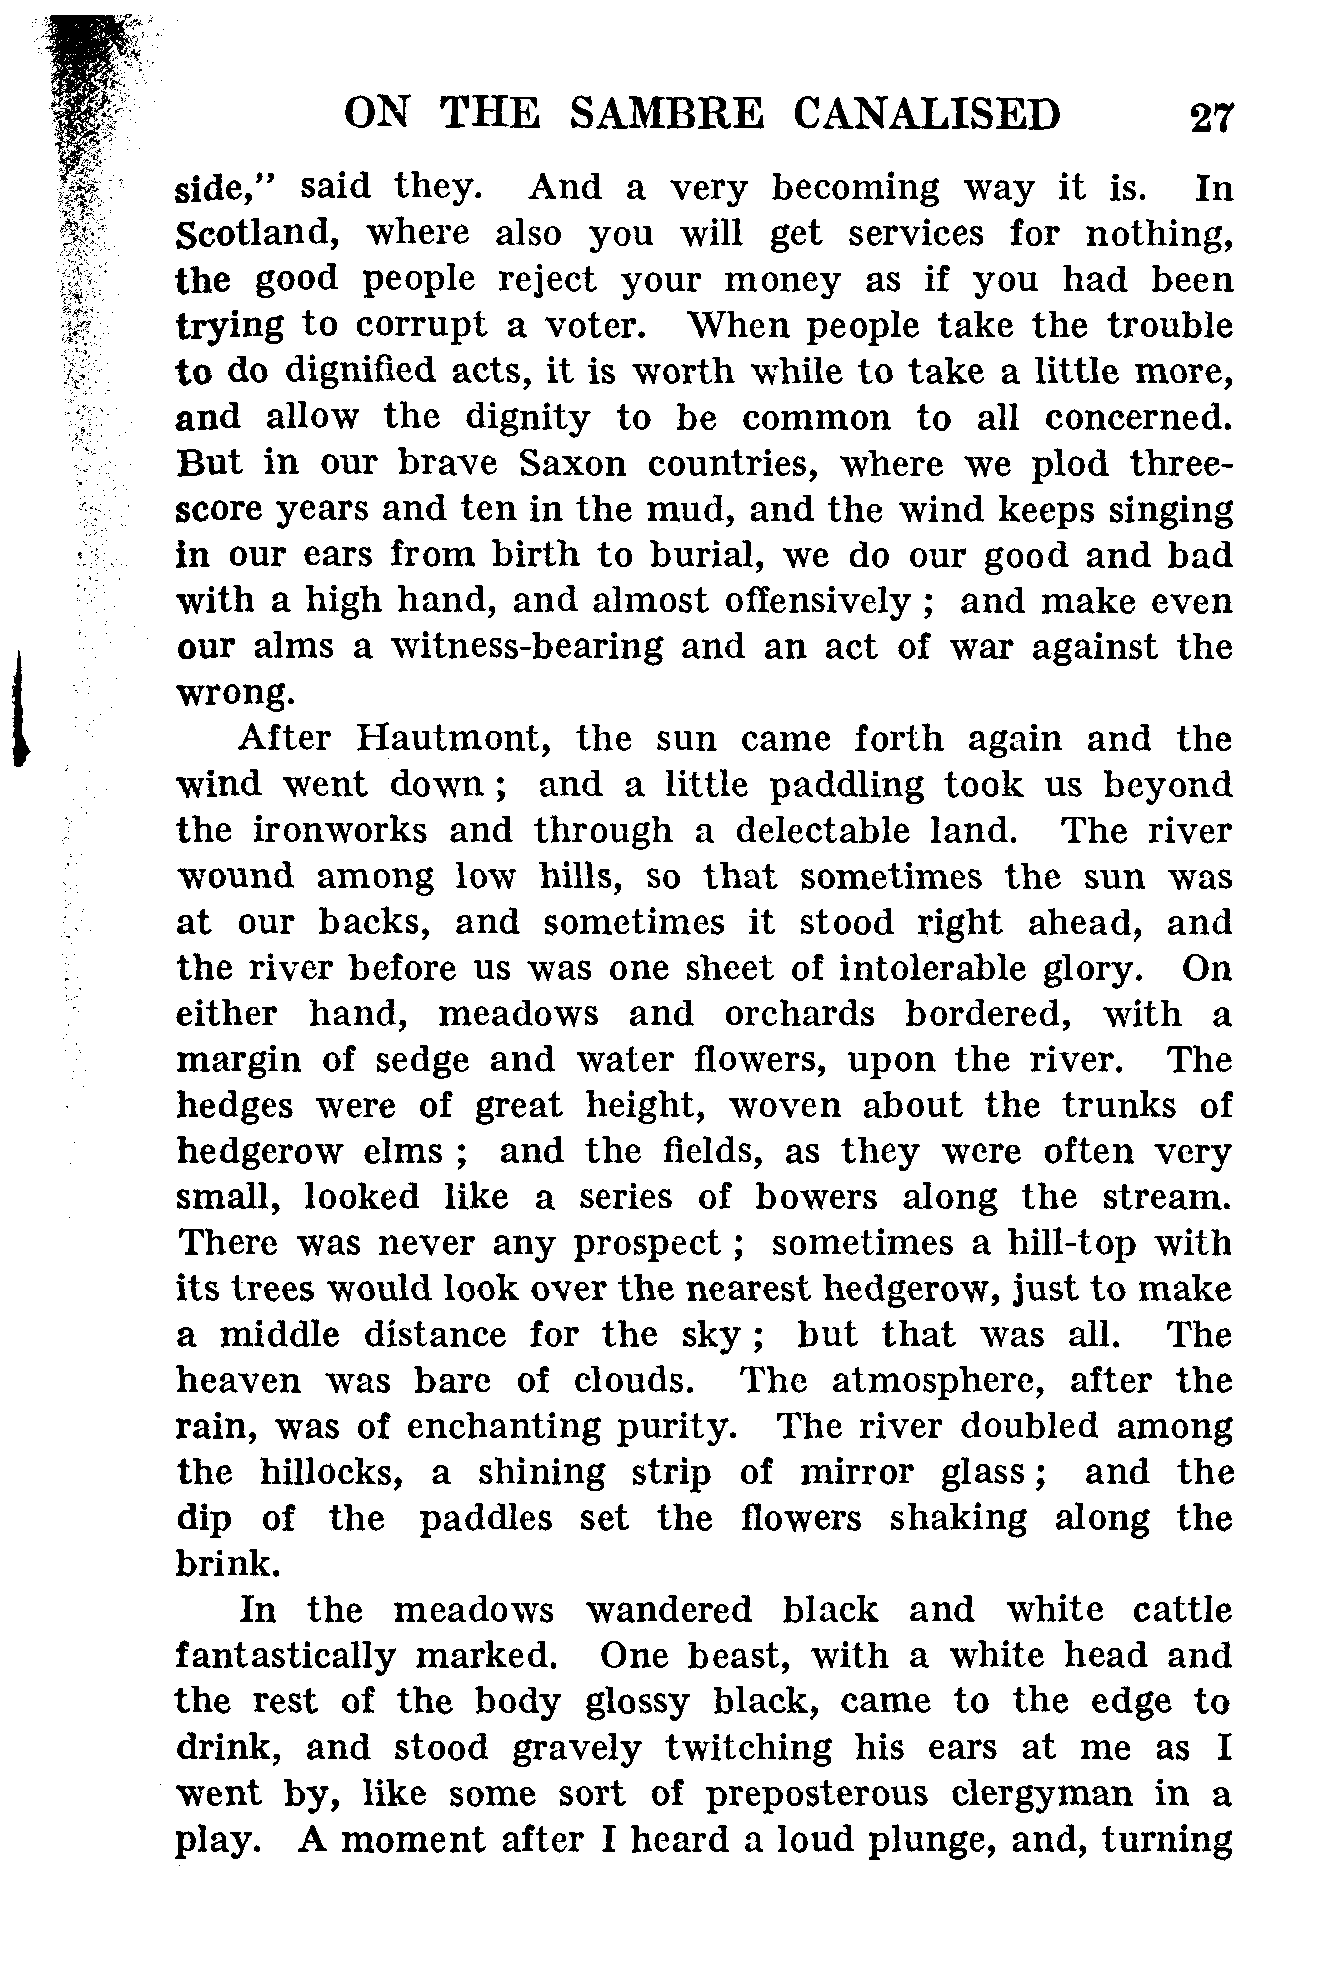 ON THE SAMBRE CANALISED 27
side,” said they. And a very becoming way it is. In
Scotland, where also you will get services for nothing,
the good people reject your money as if you had been
trying to corrupt a voter. When people take the trouble
to do dignified acts, it is worth while to take a little more,
and allow the dignity to be common to all concerned.
But in our brave Saxon countries, where we plod three-
score years and ten in the mud, and the wind keeps singing
in our ears from birth to burial, we do our good and bad
with a high hand, and almost offensively ; and make even
our alms a witness-bearing and an act of war against the
wrong.
After Hautmont, the sun came forth again and the
wind went down ; and a little paddling took us beyond
the ironworks and through a delectable land. The river
wound among low hills, so that sometimes the sun was
at our backs, and sometimes it stood right ahead, and
the river before us was one sheet of intolerable glory. On
either hand, meadows and orchards bordered, with a
margin of sedge and water flowers, upon the river. The
hedges were of great height, woven about the trunks of
hedgerow elms ; and the fields, as they were often very
small, looked like a series of bowers along the stream.
There was never any prospect ; sometimes a hill-top with
its trees would look over the nearest hedgerow, just to make
a middle distance for the sky ; but that was all. The
heaven was bare of clouds. The atmosphere, after the
rain, was of enchanting purity. The river doubled among
the hillocks, a shining strip of mirror glass ; and the
dip of the paddles set the flowers shaking along the
brink.
In the meadows wandered black and white cattle
fantastically marked. One beast, with a white head and
the rest of the body glossy black, came to the edge to
drink, and stood gravely twitching his ears at me as I
went by, like some sort of preposterous clergyman in a
play. A moment after I heard a loud plunge, and, turning